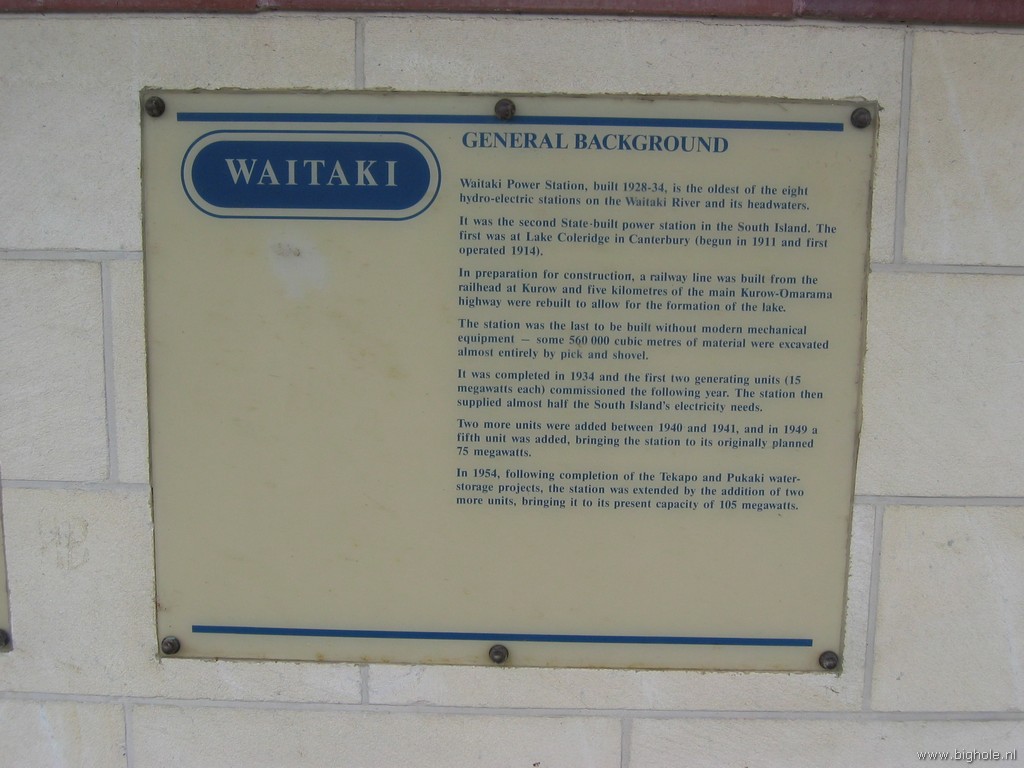 WAITAKI
GENERAL BACKGROUND
Waitaki Power Station, built 1928-34, is the oldest of the eight
hydro-electric stations on the Waitaki River and its headwaters.
It was the second State-built power station in the South Island. The
first was at Lake Coleridge in Canterbury (begun in 1911 and first
operated 1914).
In preparation for construction, a railway line was built from the
railhead at Kurow and five kilometres of the main Kurow-Omarama
highway were rebuilt to allow for the formation of the lake.
The station was the last to be built without modern mechanical
equipment — some 560 000 cubic metres of material were excavated
almost entirely by pick and shovel.
It was completed in 1934 and the first two generating units (15
megawatts each) commissioned the following year. The station then
supplied almost half the South Island's electricity needs.
Two more units were added between 1940 and 1941, and in 1949 a
fifth unit was added, bringing the station to its originally planned
75 megawatts.
In 1954, following completion of the Tekapo and Pukaki water-
storage projects, the station was extended by the addition of two
more units, bringing it to its present capacity of 105 megawatts.
www.bighole.nl